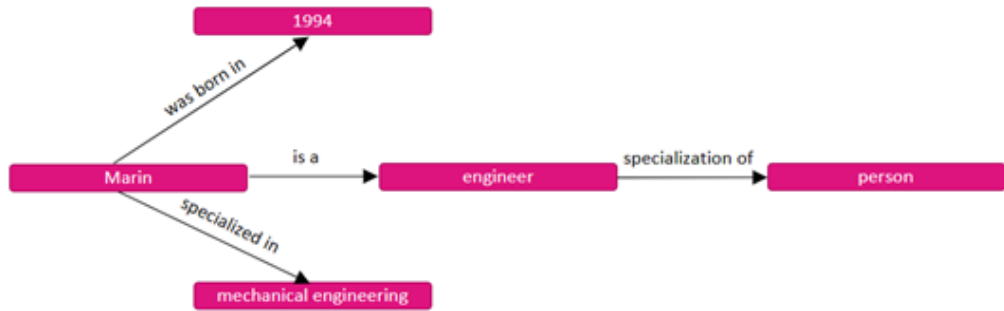 1994
was born in
Marin
is a
engineer
specialization of
person
specialized in
mechanical engineering